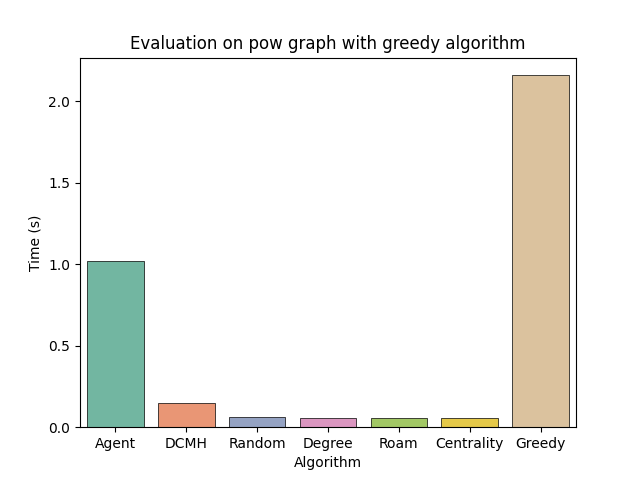 Evaluation on pow graph with greedy algorithm
2.0
1.5
1.0
0.5
0.0
Time (s)
Agent DCMH Random Degree Roam Centrality Greedy
Algorithm